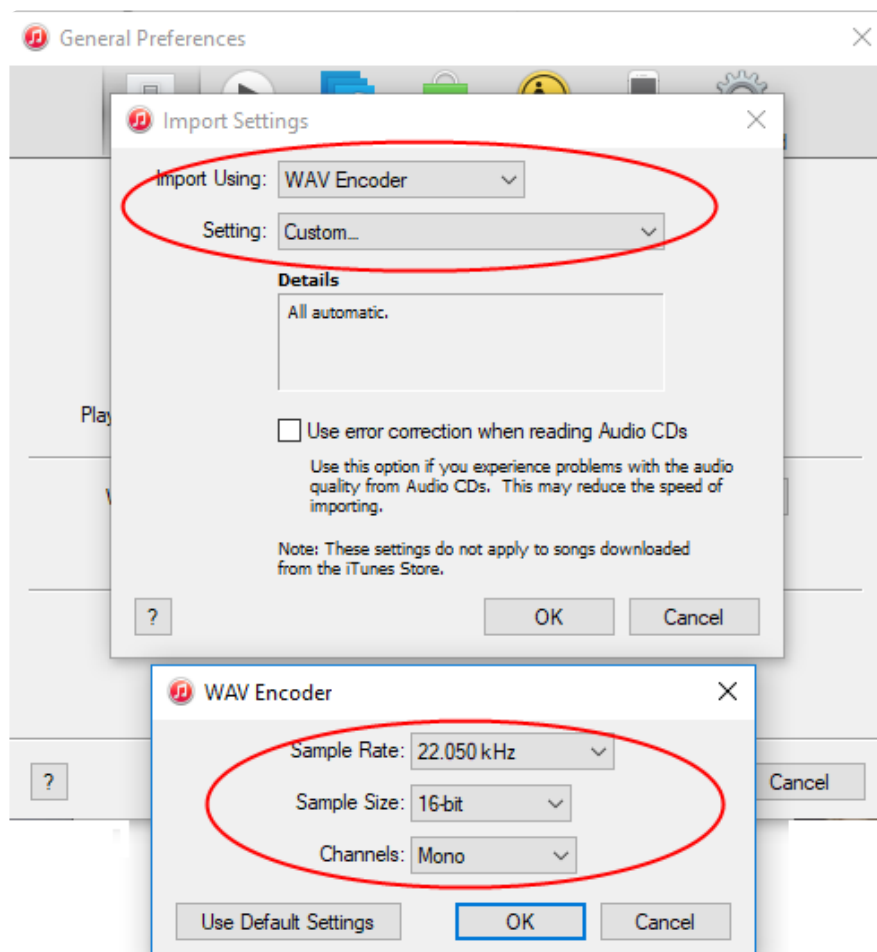 General Preferences
Import Settings
Import Using: WAV Encoder
Setting: Custom...
Details
All automatic.
Play
Use error correction when reading Audio CDs
Use this option if you experience problems with the audio
quality from Audio CDs. This may reduce the speed of
importing.
Note: These settings do not apply to songs downloaded
from the iTunes Store.
? OK Cancel
WAV Encoder
Sample Rate: 22.050 kHz
? Cancel
Sample Size: 16-bit
Channels: Mono
Use Default Settings OK Cancel